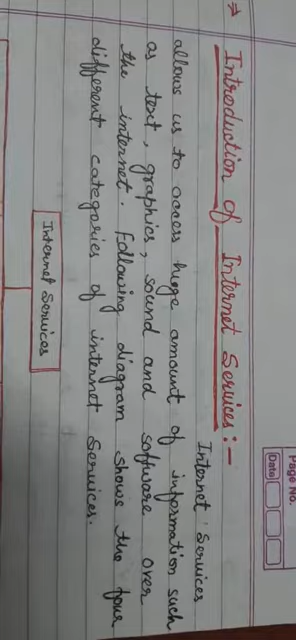 Page No.
Date
⇒ Introduction of Internet Services :-
Internet Services
allows us to access huge amount of information such
as text, graphics, sound and software over
the internet. Following diagram shows the four
different categories of internet Services.
Internet Services